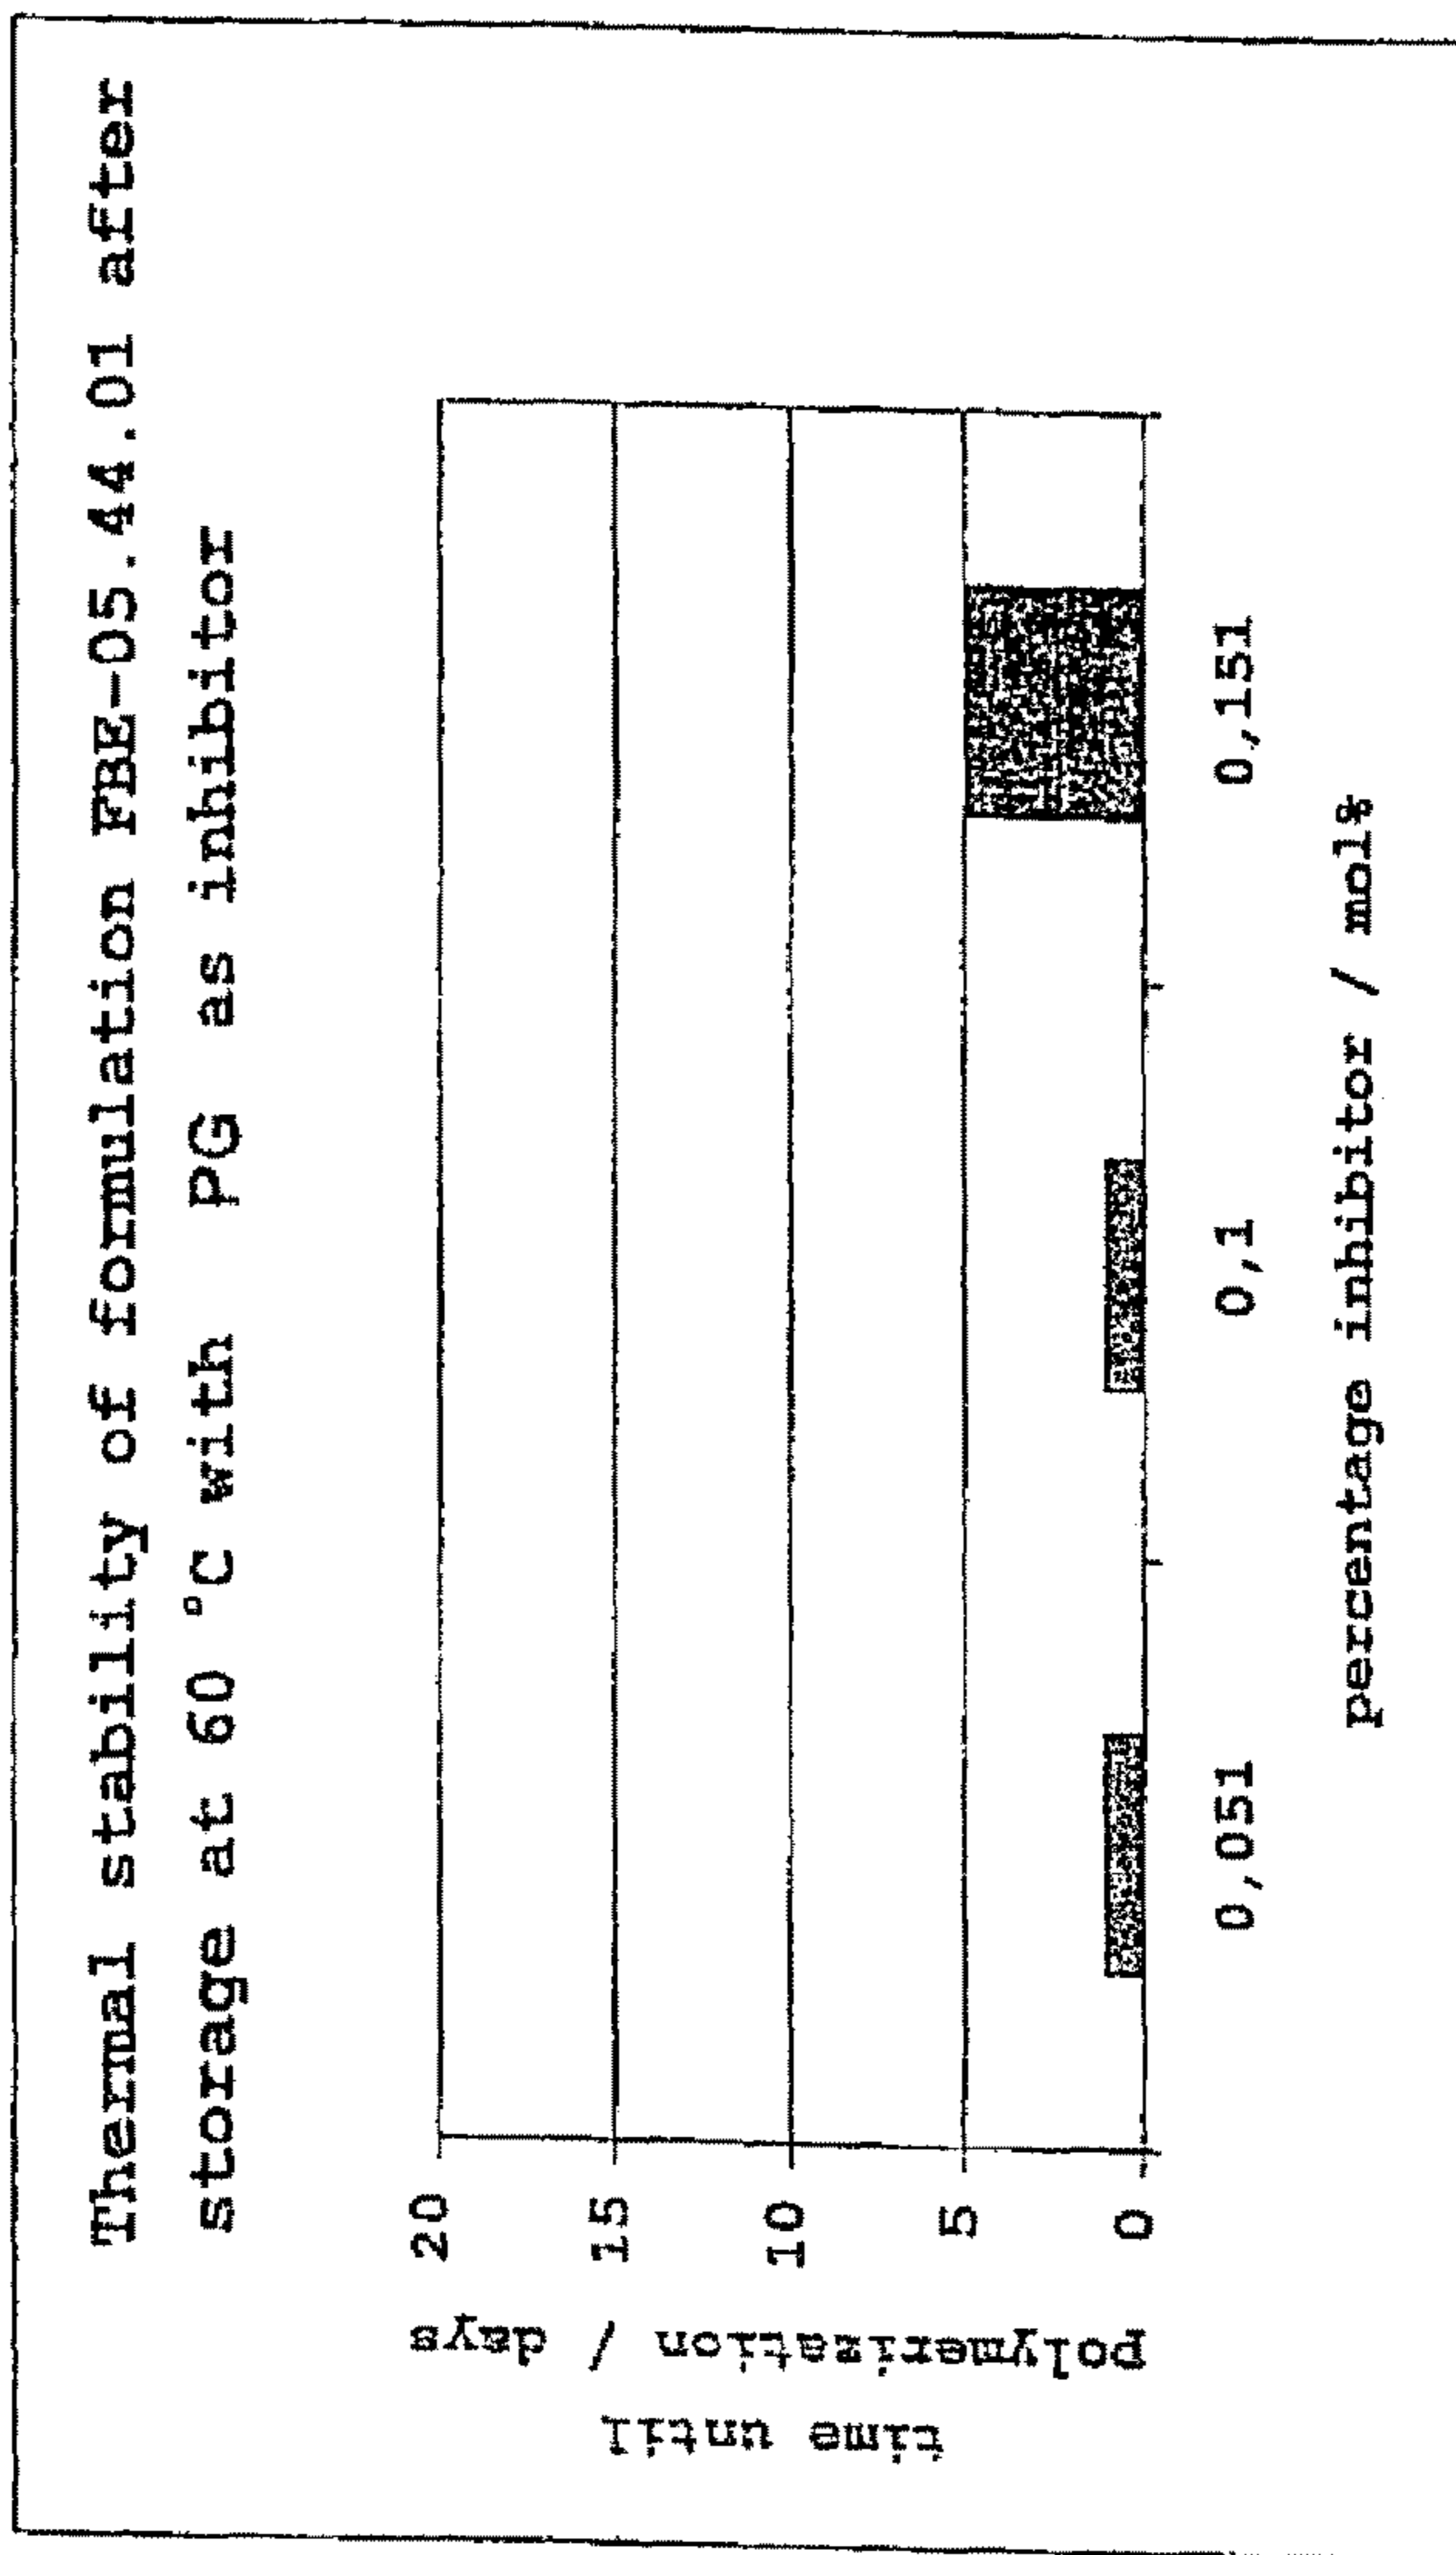 Thermal stability of formulation FBE-05.44.01 after
storage at 60 °C with PG as inhibitor
time until
polymerization / days
20
15
10
5
0
0,051
0,1
0,151
percentage inhibitor / mol%